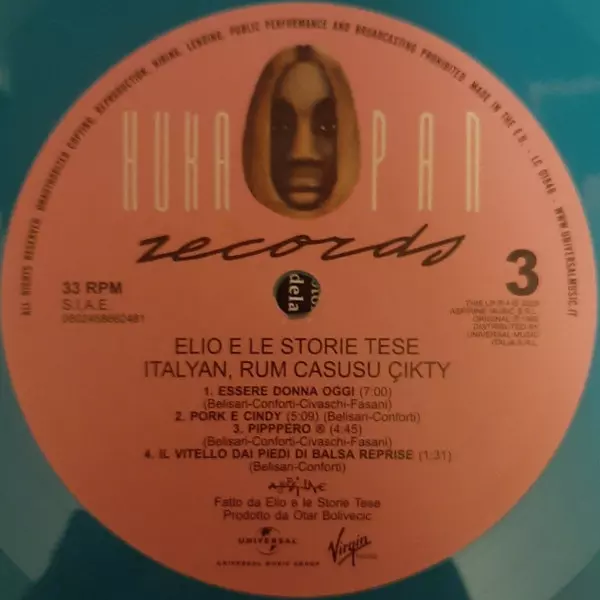 ALL RIGHTS RESERVED. UNAUTHORIZED COPYING, REPRODUCTION, HIRING, LENDING, PUBLIC PERFORMANCE AND BROADCASTING PROHIBITED. MADE IN THE E.U. - LC 01846 - WWW.UNIVERSALMUSIC.IT
HUKAPAN
records
33 RPM
S.I.A.E.
3
DISTRIBUTED BY
UNIVERSAL MUSIC
ITALIA S.R.L.
dela
ELIO E LE STORIE TESE
ITALYAN, RUM CASUSU ÇIKTY
1. ESSERE DONNA OGGI (7:00)
(Belisari-Conforti-Civaschi-Fasani)
2. PORK E CINDY (5:09) (Belisari-Conforti)
3. PIPPPERO ® (4:45)
(Belisari-Conforti-Civaschi-Fasani)
4. IL VITELLO DAI PIEDI DI BALSA REPRISE (1:31)
(Belisari-Conforti)
Fatto da Elio e le Storie Tese
Prodotto da Otar Bolivecic
UNIVERSAL
UNIVERSAL MUSIC GROUP
Virgin